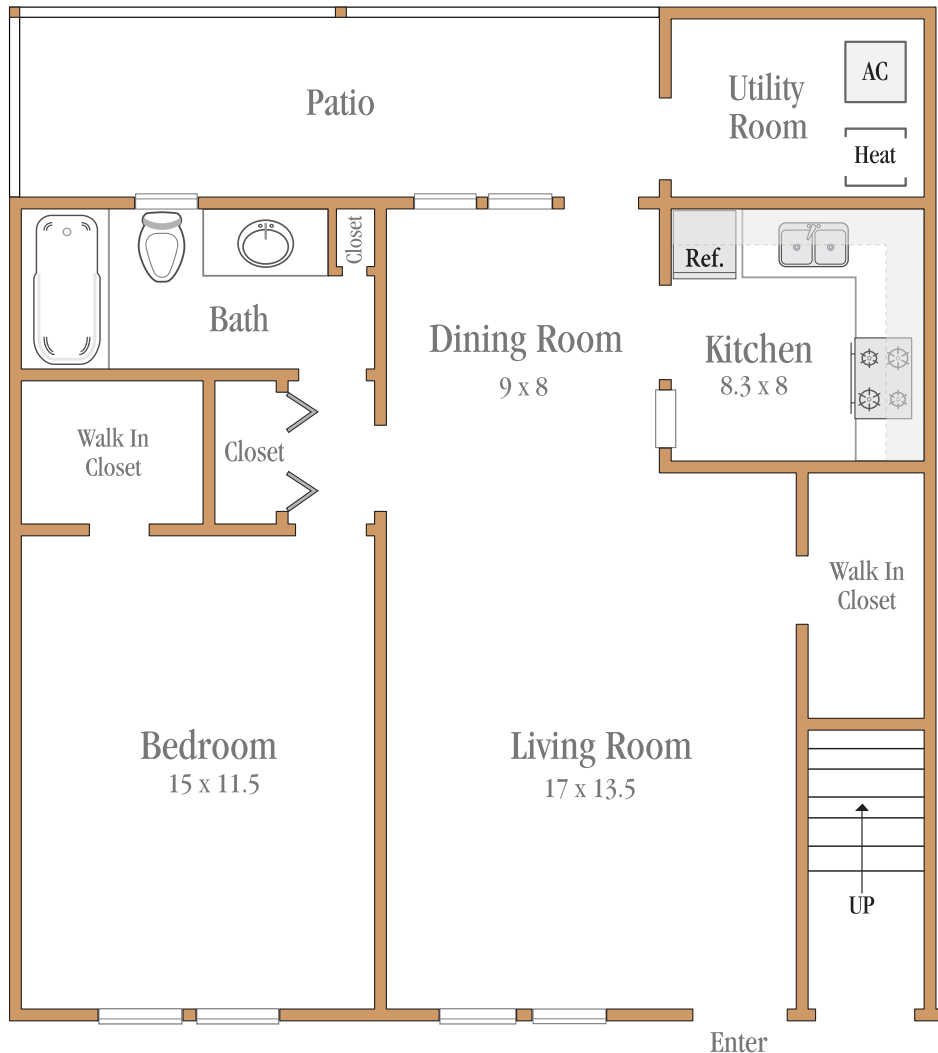 Patio
Utility
Room
AC
Heat
Closet
Ref.
Bath
Dining Room
9 x 8
Kitchen
8.3 x 8
Walk In
Closet
Closet
Walk In
Closet
Bedroom
15 x 11.5
Living Room
17 x 13.5
UP
Enter